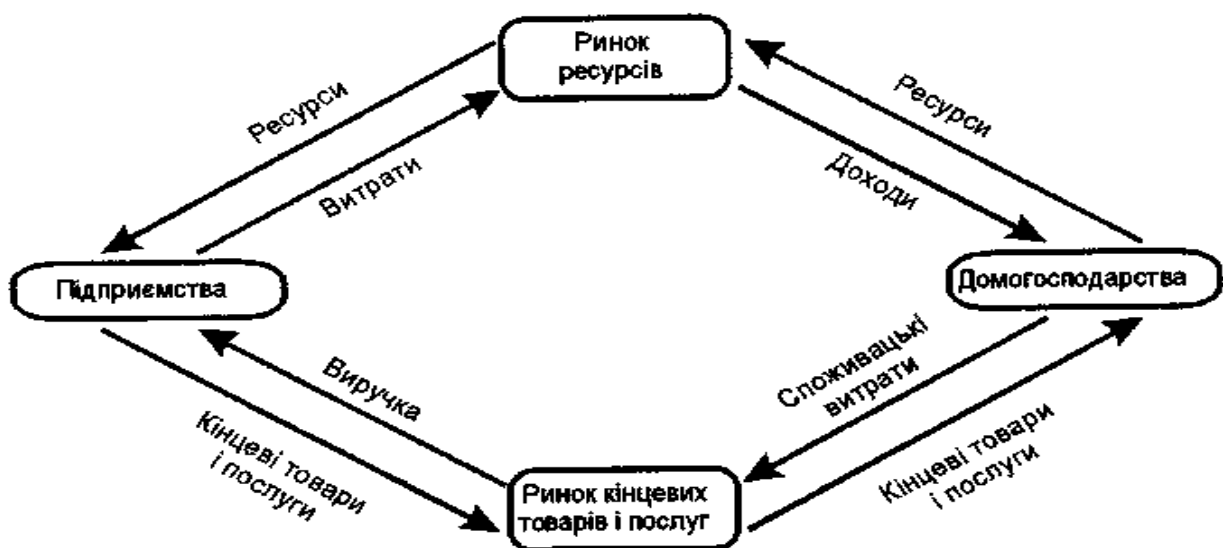 Ринок
ресурсів
Ресурси
Витрати
Ресурси
Доходи
Підприємства
Домогосподарства
Виручка
Кінцеві товари
і послуги
Споживацькі
витрати
Кінцеві товари
і послуги
Ринок кінцевих
товарів і послуг